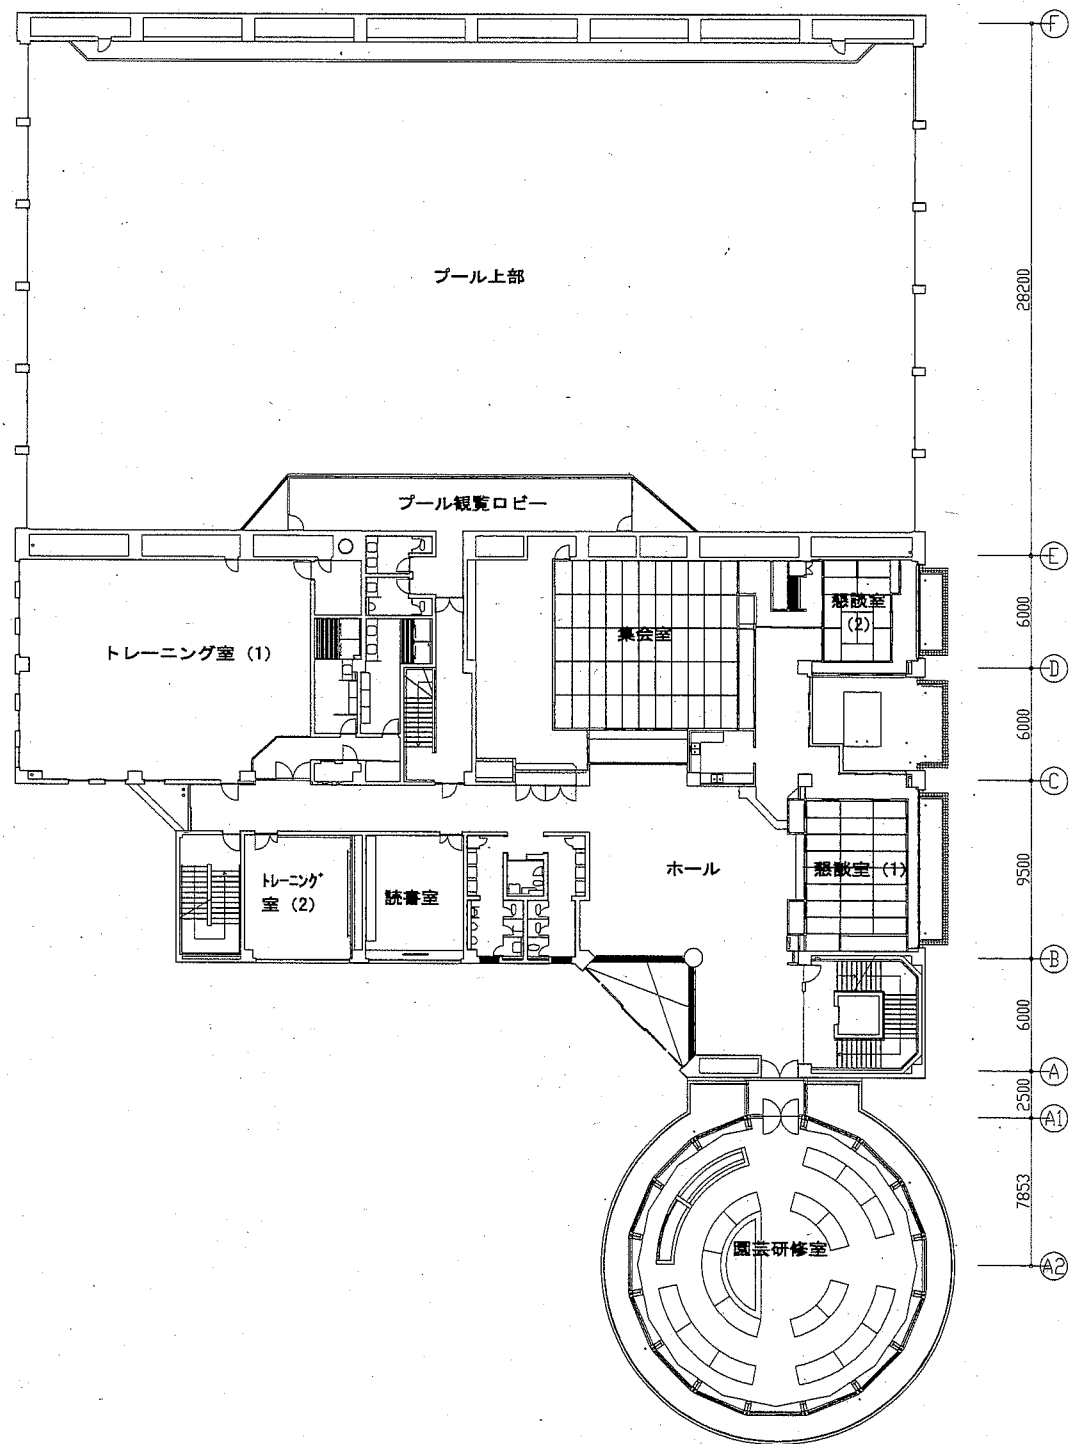 F
プール上部
28200
プール観覧ロビー
E
懇談室
(2)
6000
集会室
トレーニング室 (1)
D
6000
C
ホール
懇談室 (1)
9500
トレーニング
室 (2)
読書室
B
6000
A
2500
A1
7853
園芸研修室
A2